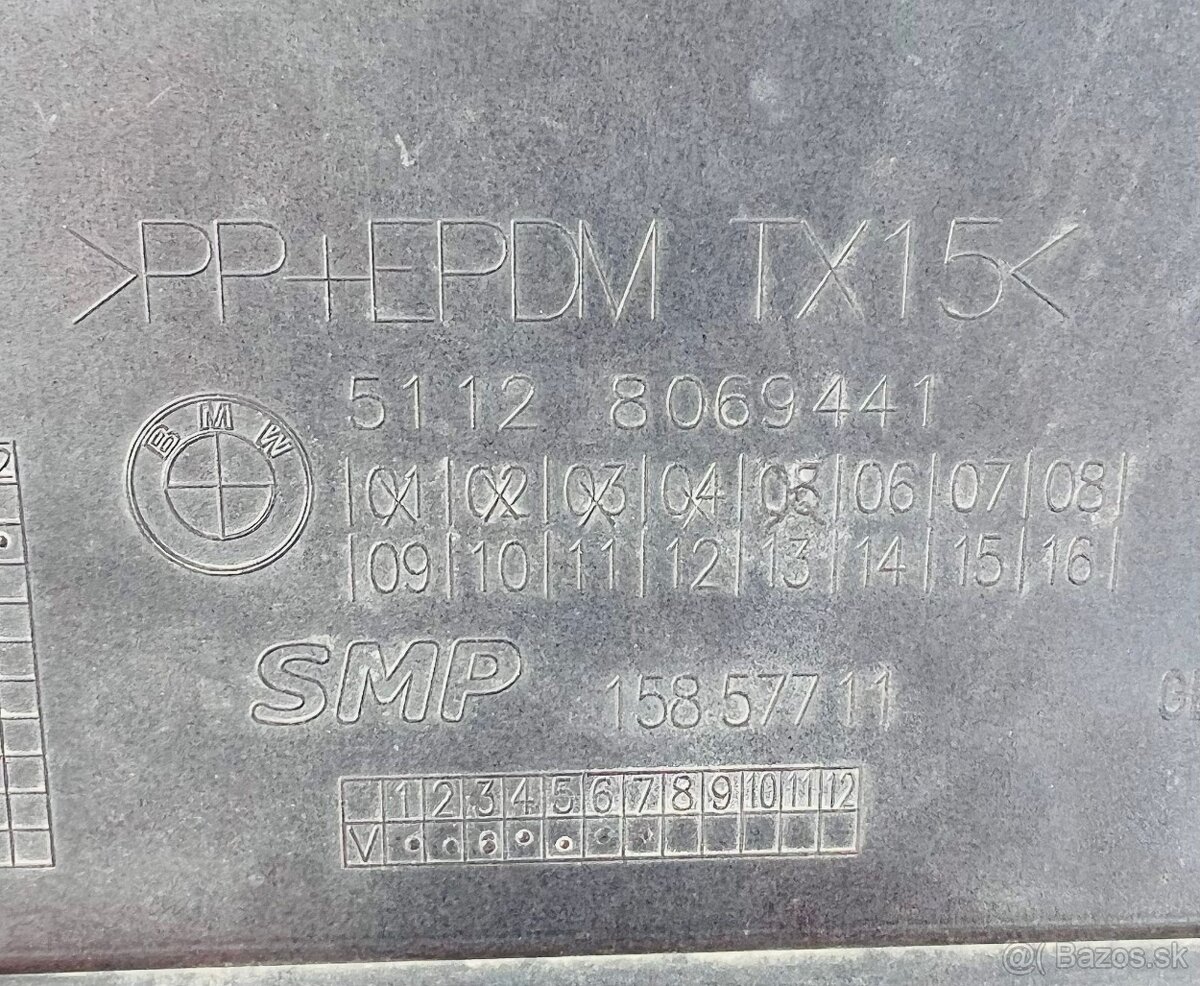 >PP+EPDM TX15<
BMW
5112 8069441
01 02 03 04 05 06 07 08
09 10 11 12 13 14 15 16
SMP 158 577 11
1 2 3 4 5 6 7 8 9 10 11 12
V
2
@( Bazos.sk